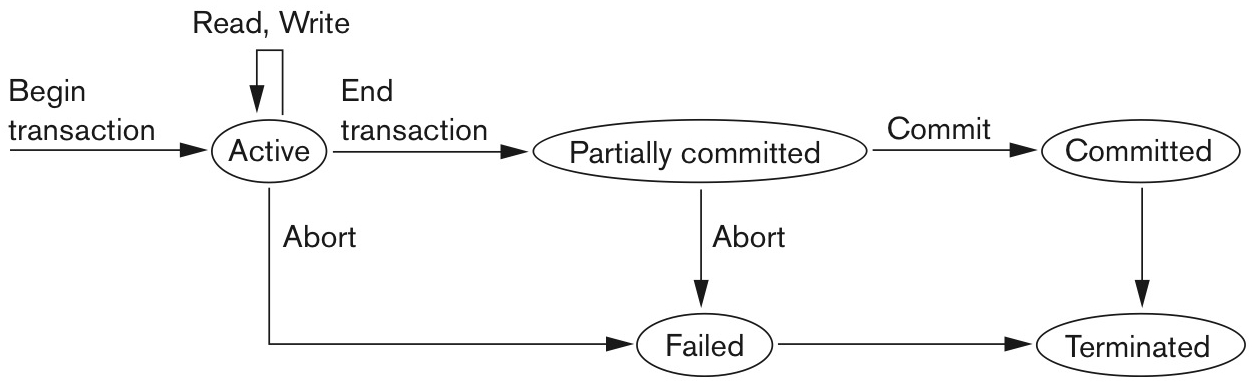 Read, Write
Begin
transaction
End
transaction
Commit
Active
Partially committed
Committed
Abort
Abort
Failed
Terminated